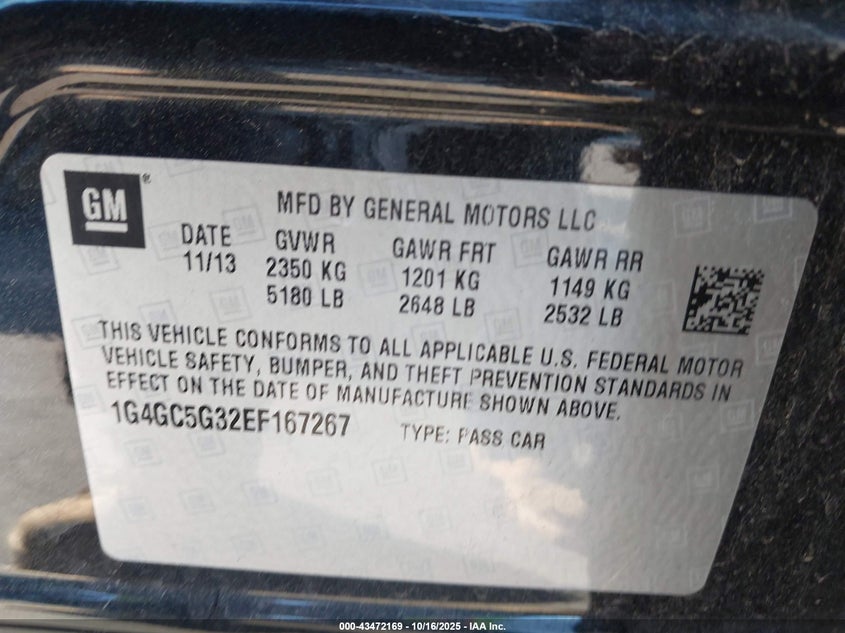 GM®
MFD BY GENERAL MOTORS LLC
DATE GVWR GAWR FRT GAWR RR
11/13 2350 KG 1201 KG 1149 KG
5180 LB 2648 LB 2532 LB
THIS VEHICLE CONFORMS TO ALL APPLICABLE U.S. FEDERAL MOTOR
VEHICLE SAFETY, BUMPER, AND THEFT PREVENTION STANDARDS IN
EFFECT ON THE DATE OF MANUFACTURE SHOWN ABOVE.
1G4GC5G32EF167267 TYPE: PASS CAR
000-43472169 - 10/16/2025 - IAA Inc.